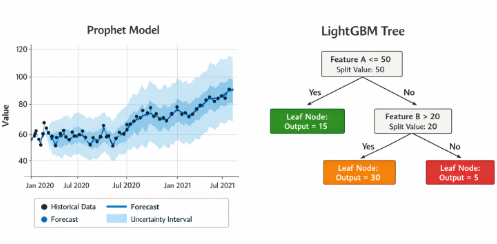 Prophet Model
120
100
80
60
40
Value
Jan 2020
Jul 2020
Jul 2020
Jan 2021
Jul 2021
Historical Data
Forecast
Forecast
Uncertainty Interval
LightGBM Tree
Feature A <= 50
Split Value: 50
Yes
No
Leaf Node:
Output = 15
Feature B > 20
Split Value: 20
Yes
No
Leaf Node:
Output = 30
Leaf Node:
Output = 5